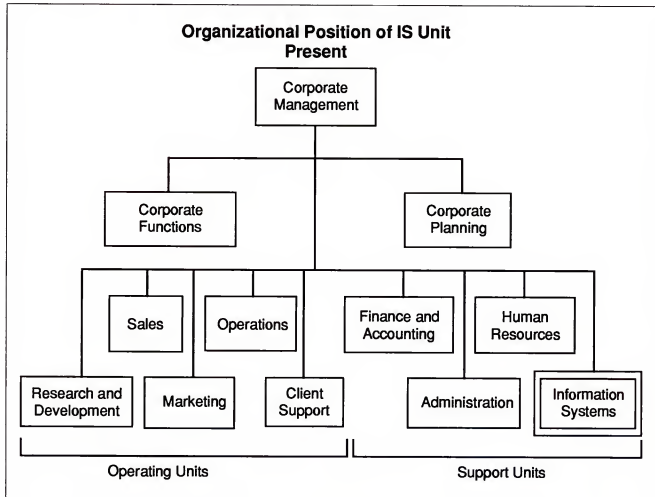 Organizational Position of IS Unit
Present
Corporate
Management
Corporate
Functions
Corporate
Planning
Sales
Operations
Finance and
Accounting
Human
Resources
Research and
Development
Marketing
Client
Support
Administration
Information
Systems
Operating Units
Support Units